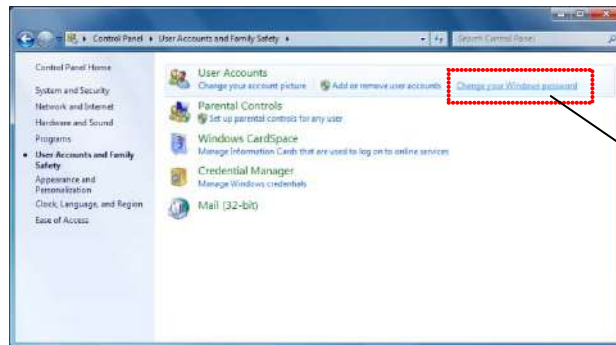 Control Panel ▸ User Accounts and Family Safety ▸
Search Control Panel
Control Panel Home
System and Security
Network and Internet
Hardware and Sound
Programs
User Accounts and Family
Safety
Appearance and
Personalization
Clock, Language, and Region
Ease of Access
User Accounts
Change your account picture
Add or remove user accounts
Change your Windows password
Parental Controls
Set up parental controls for any user
Windows CardSpace
Manage Information Cards that are used to log on to online services
Credential Manager
Manage Windows credentials
Mail (32-bit)